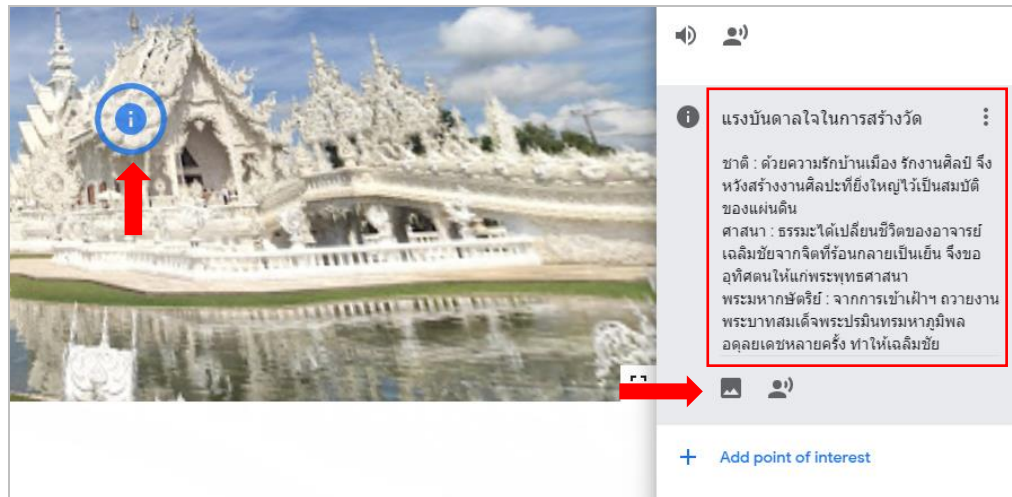 แรงบันดาลใจในการสร้างวัด
ชาติ : ด้วยความรักบ้านเมือง รักงานศิลป์ จึง
หวังสร้างงานศิลปะที่ยิ่งใหญ่ไว้เป็นสมบัติ
ของแผ่นดิน
ศาสนา : ธรรมะได้เปลี่ยนชีวิตของอาจารย์
เฉลิมชัยจากจิตที่ร้อนกลายเป็นเย็น จึงขอ
อุทิศตนให้แก่พระพุทธศาสนา
พระมหากษัตริย์ : จากการเข้าเฝ้าฯ ถวายงาน
พระบาทสมเด็จพระปรมินทรมหาภูมิพล
อดุลยเดชหลายครั้ง ทำให้เฉลิมชัย
Add point of interest